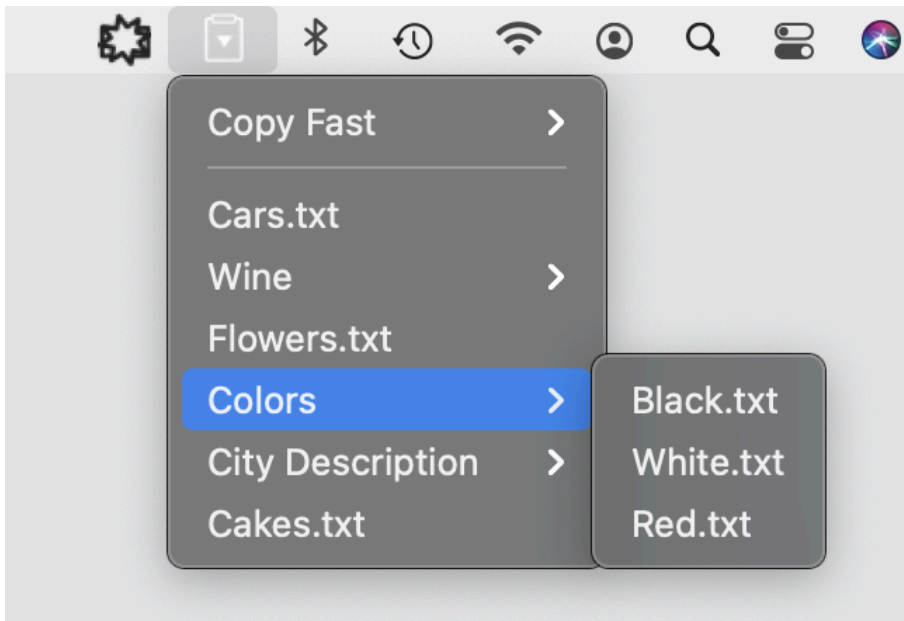 Copy Fast
Cars.txt
Wine
Flowers.txt
Colors
City Description
Cakes.txt
Black.txt
White.txt
Red.txt